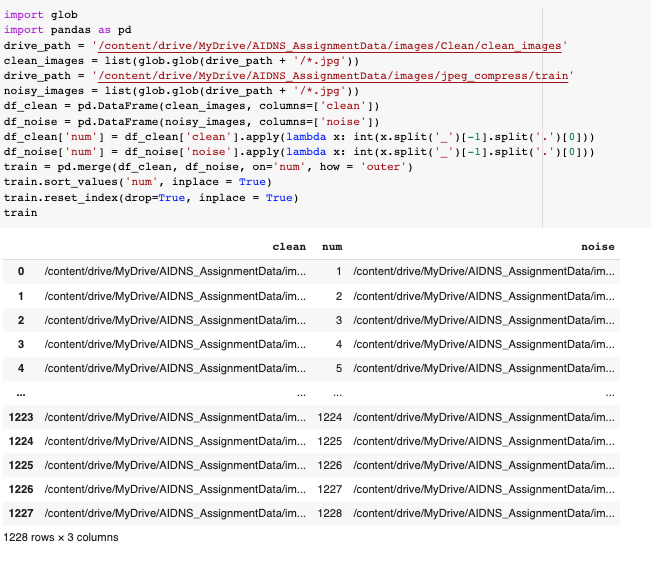 import glob
import pandas as pd
drive_path = '/content/drive/MyDrive/AIDNS_AssignmentData/images/Clean/clean_images'
clean_images = list(glob.glob(drive_path + '/*.jpg'))
drive_path = '/content/drive/MyDrive/AIDNS_AssignmentData/images/jpeg_compress/train'
noisy_images = list(glob.glob(drive_path + '/*.jpg'))
df_clean = pd.DataFrame(clean_images, columns=['clean'])
df_noise = pd.DataFrame(noisy_images, columns=['noise'])
df_clean['num'] = df_clean['clean'].apply(lambda x: int(x.split('_')[-1].split('.')[0]))
df_noise['num'] = df_noise['noise'].apply(lambda x: int(x.split('_')[-1].split('.')[0]))
train = pd.merge(df_clean, df_noise, on='num', how = 'outer')
train.sort_values('num', inplace = True)
train.reset_index(drop=True, inplace = True)
train
clean num noise
0 /content/drive/MyDrive/AIDNS_AssignmentData/im... 1 /content/drive/MyDrive/AIDNS_AssignmentData/im...
1 /content/drive/MyDrive/AIDNS_AssignmentData/im... 2 /content/drive/MyDrive/AIDNS_AssignmentData/im...
2 /content/drive/MyDrive/AIDNS_AssignmentData/im... 3 /content/drive/MyDrive/AIDNS_AssignmentData/im...
3 /content/drive/MyDrive/AIDNS_AssignmentData/im... 4 /content/drive/MyDrive/AIDNS_AssignmentData/im...
4 /content/drive/MyDrive/AIDNS_AssignmentData/im... 5 /content/drive/MyDrive/AIDNS_AssignmentData/im...
... ... ... ...
1223 /content/drive/MyDrive/AIDNS_AssignmentData/im... 1224 /content/drive/MyDrive/AIDNS_AssignmentData/im...
1224 /content/drive/MyDrive/AIDNS_AssignmentData/im... 1225 /content/drive/MyDrive/AIDNS_AssignmentData/im...
1225 /content/drive/MyDrive/AIDNS_AssignmentData/im... 1226 /content/drive/MyDrive/AIDNS_AssignmentData/im...
1226 /content/drive/MyDrive/AIDNS_AssignmentData/im... 1227 /content/drive/MyDrive/AIDNS_AssignmentData/im...
1227 /content/drive/MyDrive/AIDNS_AssignmentData/im... 1228 /content/drive/MyDrive/AIDNS_AssignmentData/im...
1228 rows × 3 columns